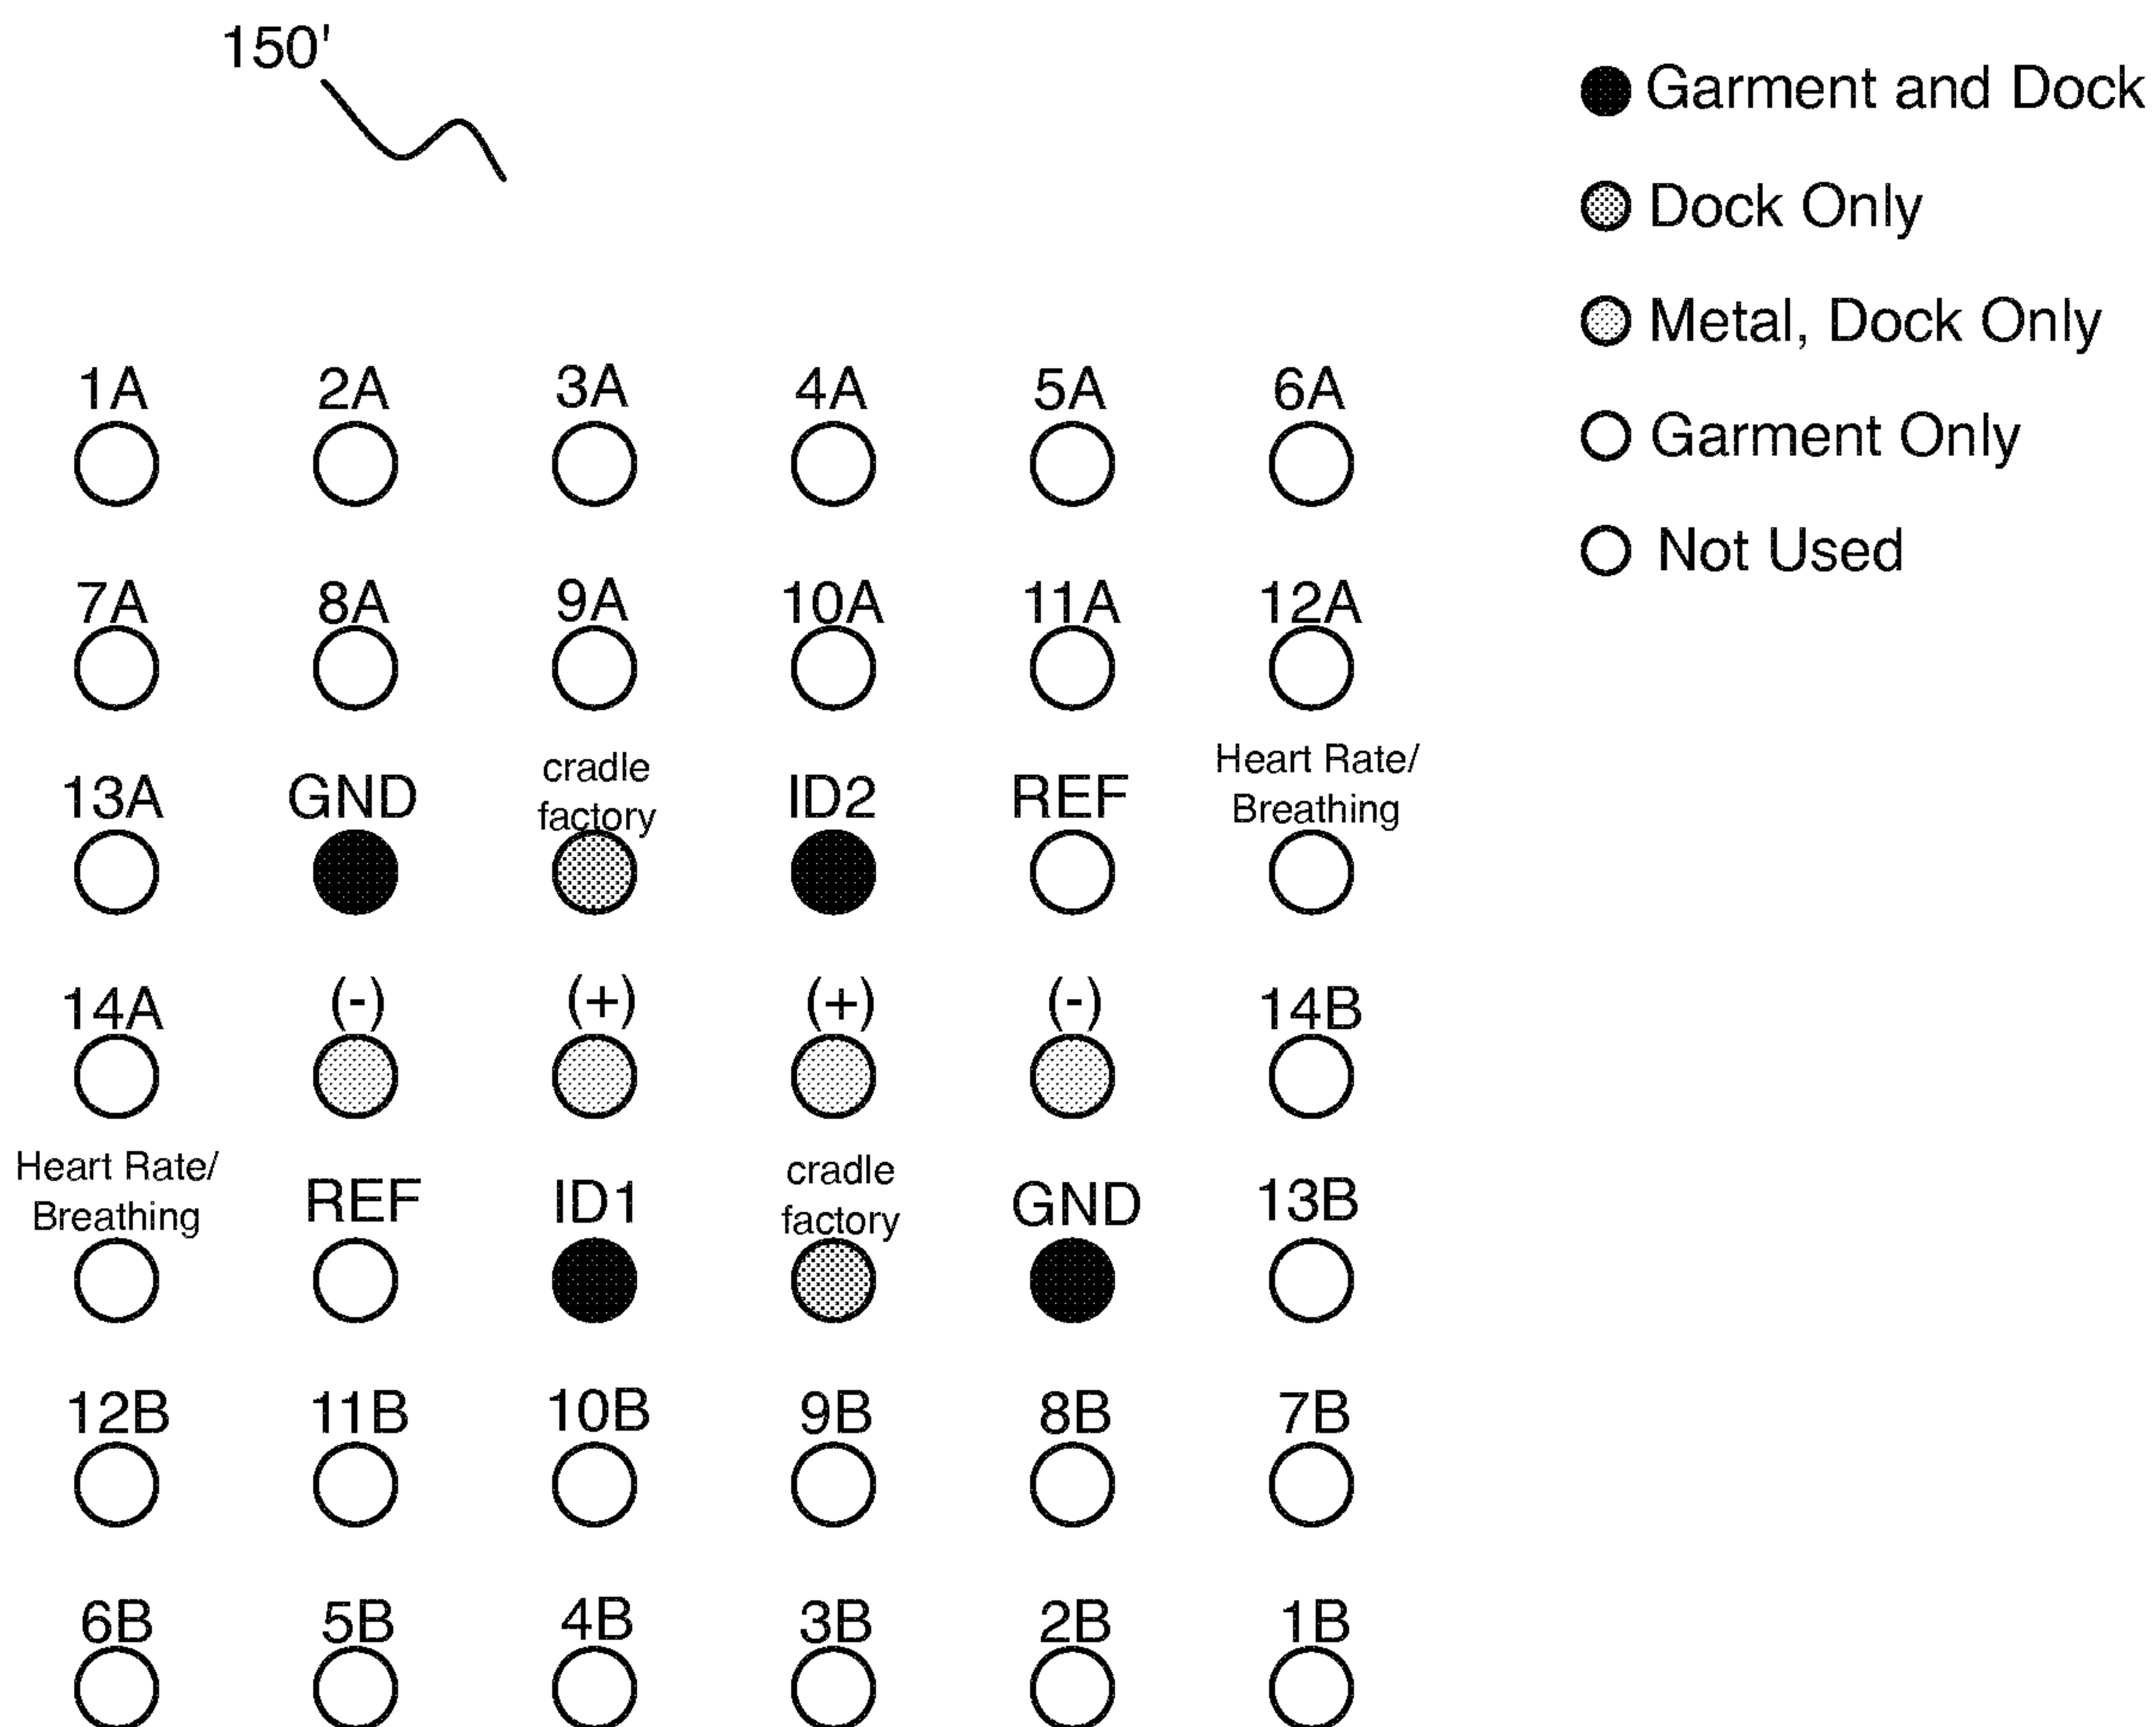 150'
Garment and Dock
Dock Only
Metal, Dock Only
Garment Only
Not Used
1A 2A 3A 4A 5A 6A
7A 8A 9A 10A 11A 12A
13A GND cradle factory ID2 REF Heart Rate/ Breathing
14A (-) (+) (+) (-) 14B
Heart Rate/ Breathing REF ID1 cradle factory GND 13B
12B 11B 10B 9B 8B 7B
6B 5B 4B 3B 2B 1B